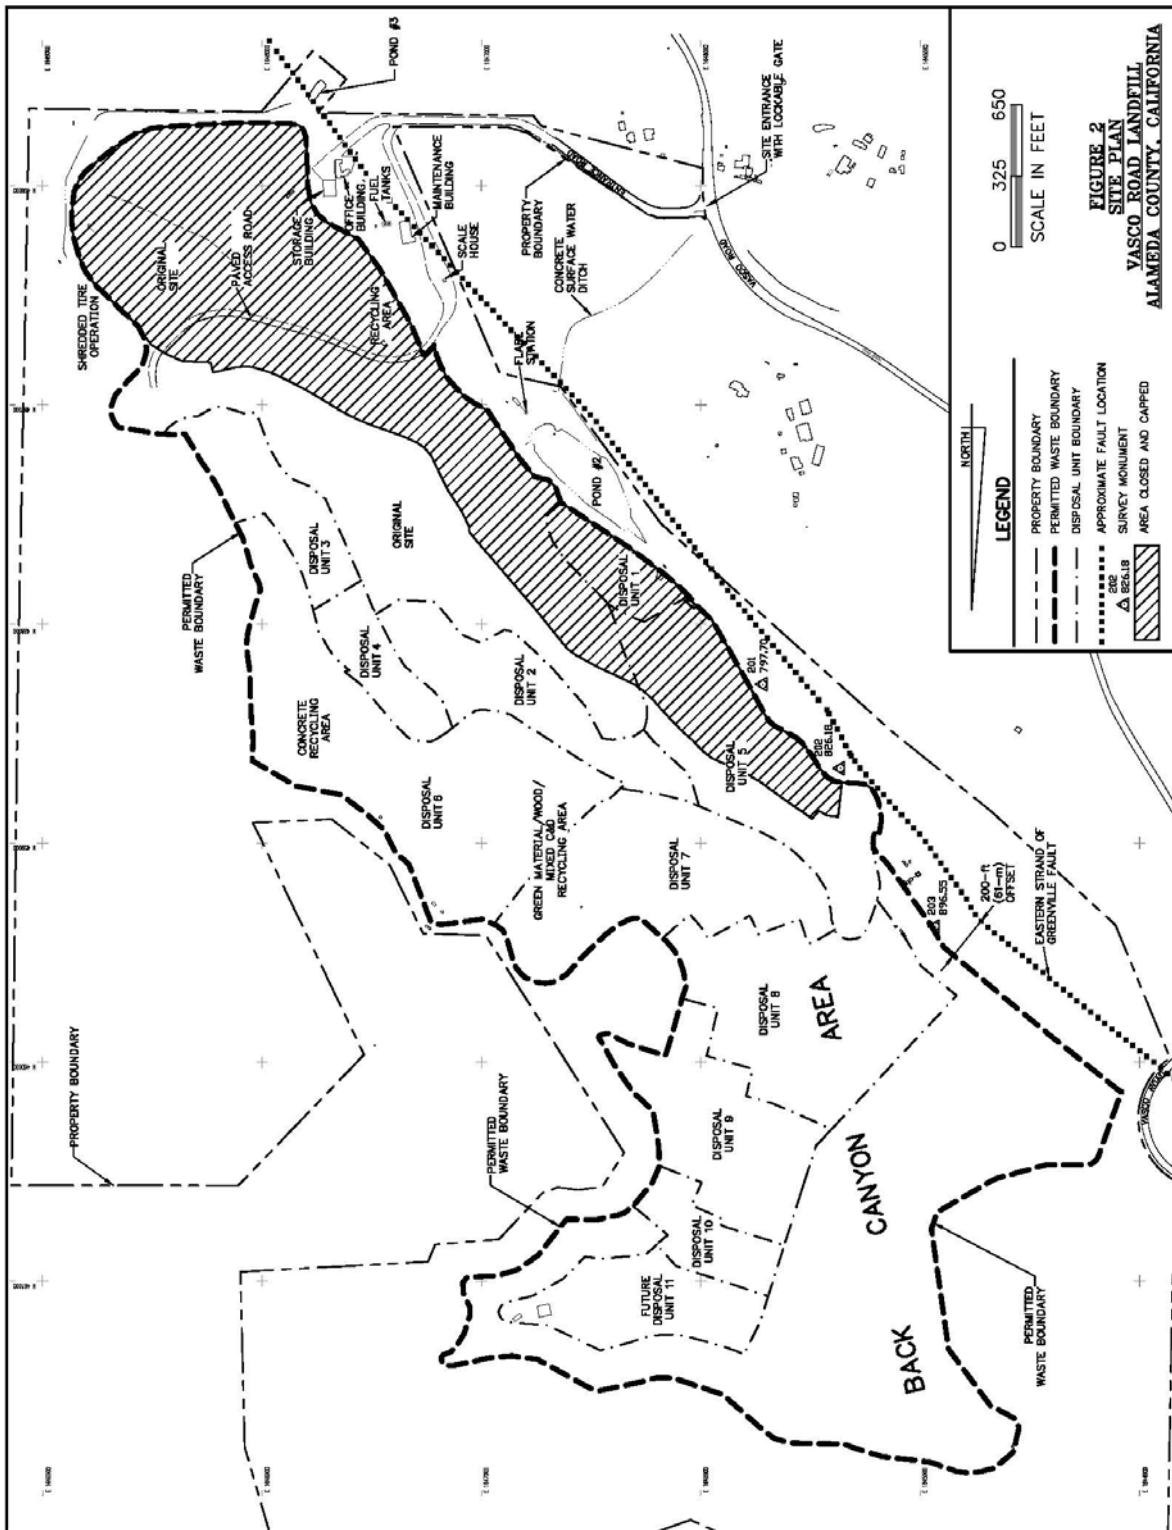 POND #3
SITE ENTRANCE
WITH LOCKABLE GATE
ENTRANCE ROAD
VASCO ROAD
SHREDDED TIRE
OPERATION
ORIGINAL
SITE
PAVED
ACCESS ROAD
STORAGE
BUILDING
OFFICE
BUILDING
FUEL
TANKS
MAINTENANCE
BUILDING
RECYCLING
AREA
SCALE
HOUSE
PROPERTY
BOUNDARY
CONCRETE
SURFACE WATER
DITCH
FLARE
STATION
POND #2
PERMITTED
WASTE BOUNDARY
DISPOSAL
UNIT 3
ORIGINAL
SITE
DISPOSAL
UNIT 4
DISPOSAL
UNIT 1
DISPOSAL
UNIT 2
201
797.70
202
826.18
CONCRETE
RECYCLING
AREA
DISPOSAL
UNIT 5
DISPOSAL
UNIT 6
GREEN MATERIAL/WOOD/
MIXED C&D
RECYCLING AREA
DISPOSAL
UNIT 7
203
896.55
200-ft
(61-m)
OFFSET
EASTERN STRAND OF
GREENVILLE FAULT
DISPOSAL
UNIT 8
PROPERTY BOUNDARY
PERMITTED
WASTE BOUNDARY
DISPOSAL
UNIT 9
DISPOSAL
UNIT 10
FUTURE
DISPOSAL
UNIT 11
BACK CANYON AREA
PERMITTED
WASTE BOUNDARY
VASCO ROAD
NORTH
LEGEND
PROPERTY BOUNDARY
PERMITTED WASTE BOUNDARY
DISPOSAL UNIT BOUNDARY
APPROXIMATE FAULT LOCATION
202
826.18
SURVEY MONUMENT
AREA CLOSED AND CAPPED
0 325 650
SCALE IN FEET
FIGURE 2
SITE PLAN
VASCO ROAD LANDFILL
ALAMEDA COUNTY, CALIFORNIA